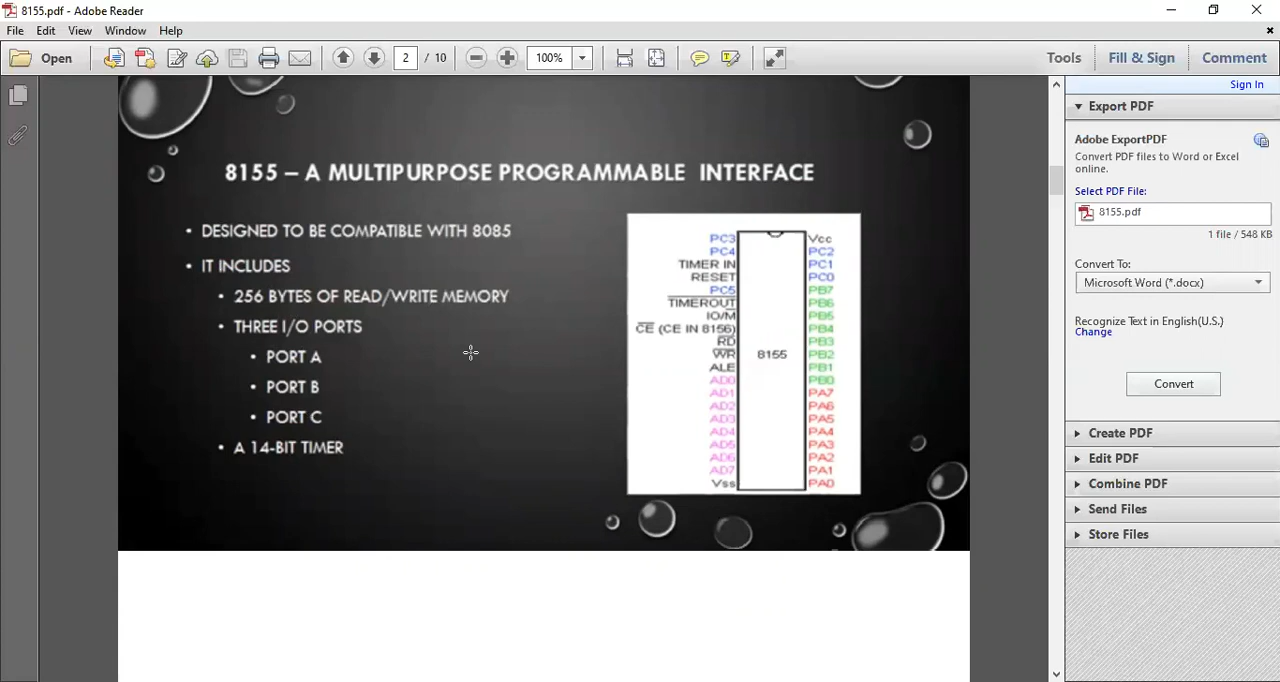 8155.pdf - Adobe Reader
File Edit View Window Help
Open 2 / 10 100% Tools Fill & Sign Comment
Sign In
Export PDF
Adobe ExportPDF
Convert PDF files to Word or Excel
online.
Select PDF File:
8155.pdf
1 file / 548 KB
Convert To:
Microsoft Word (*.docx)
Recognize Text in English(U.S.)
Change
Convert
Create PDF
Edit PDF
Combine PDF
Send Files
Store Files
8155 – A MULTIPURPOSE PROGRAMMABLE INTERFACE
• DESIGNED TO BE COMPATIBLE WITH 8085
• IT INCLUDES
• 256 BYTES OF READ/WRITE MEMORY
• THREE I/O PORTS
• PORT A
• PORT B
• PORT C
• A 14-BIT TIMER
PC3 Vcc
PC4 PC2
TIMER IN PC1
RESET PC0
PC5 PB7
TIMEROUT PB6
IO/M PB5
CE (CE IN 8156) PB4
RD PB3
WR 8155 PB2
ALE PB1
AD0 PB0
AD1 PA7
AD2 PA6
AD3 PA5
AD4 PA4
AD5 PA3
AD6 PA2
AD7 PA1
Vss PA0